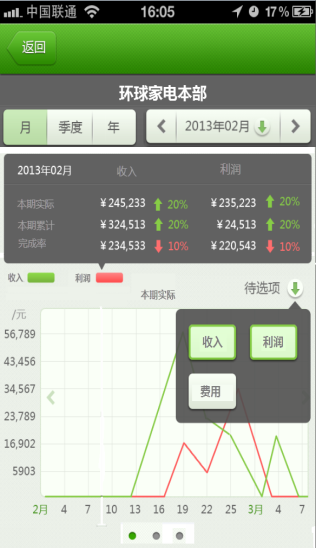 中国联通 16:05 17%
返回
环球家电本部
月 季度 年 2013年02月
2013年02月 收入 利润
本期实际 ¥245,233 20% ¥235,223 20%
本期累计 ¥324,513 20% ¥24,513 20%
完成率 ¥234,533 10% ¥220,543 10%
收入 利润
本期实际 待选项
/元
收入 利润
费用
56,789
43,456
34,567
23,789
16,902
5903
2月 4 7 10 13 16 19 22 25 3月 4 7